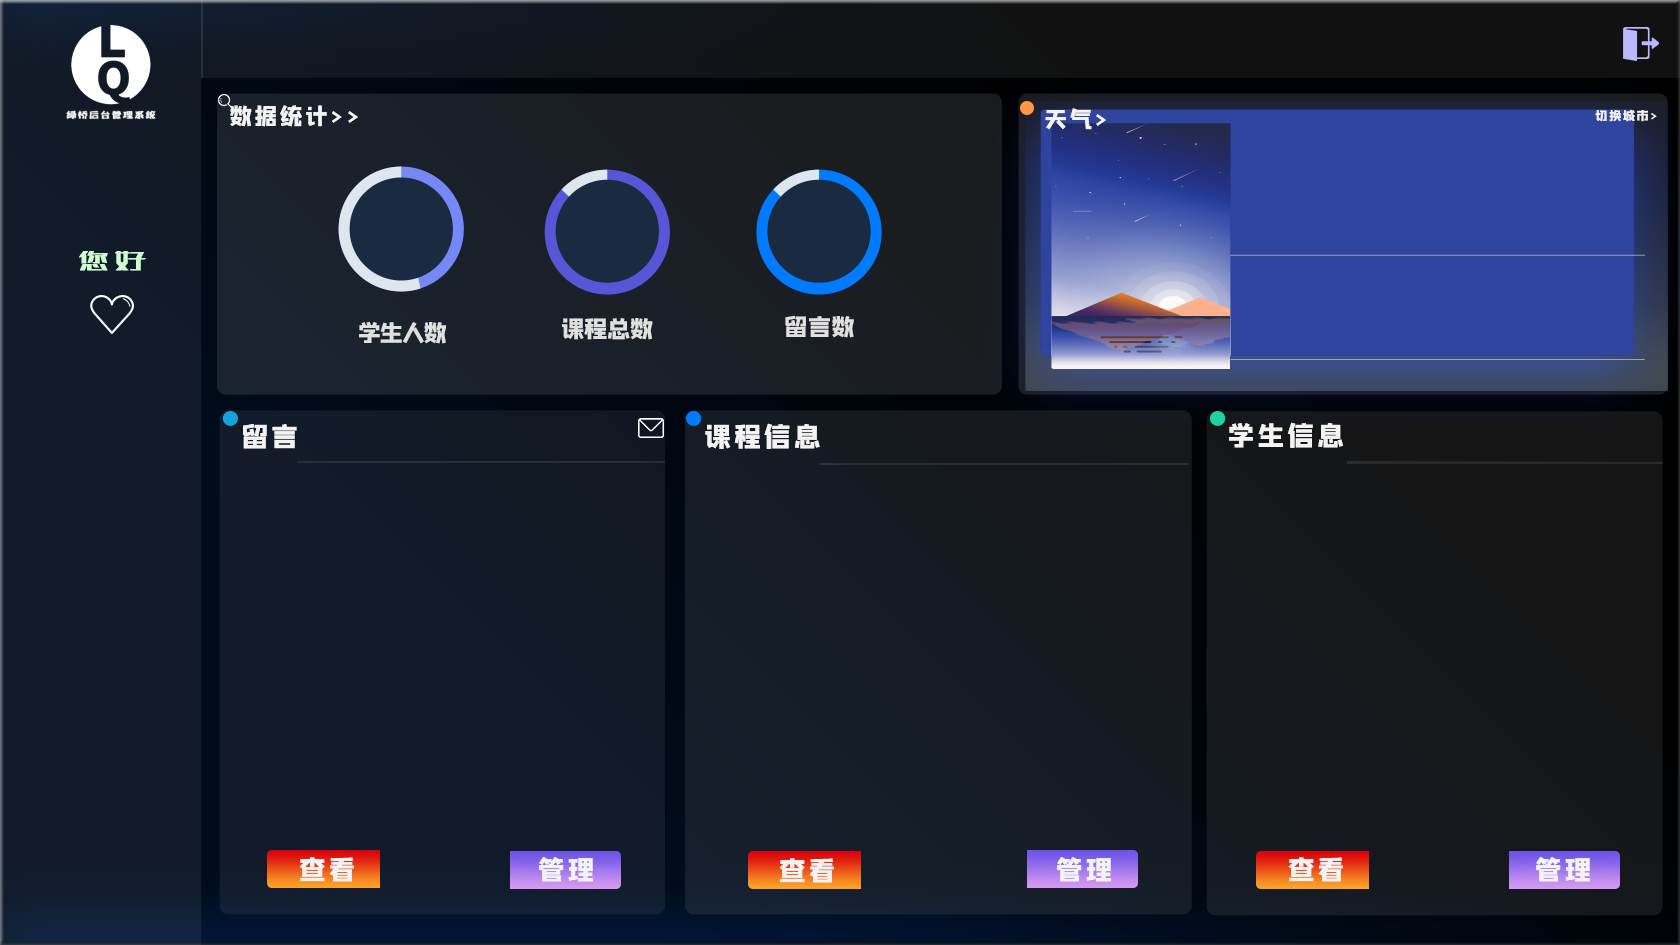 LQ
绿桥后台管理系统
您好
数据统计>>
学生人数
课程总数
留言数
天气>
切换城市>
留言
查看
管理
课程信息
查看
管理
学生信息
查看
管理